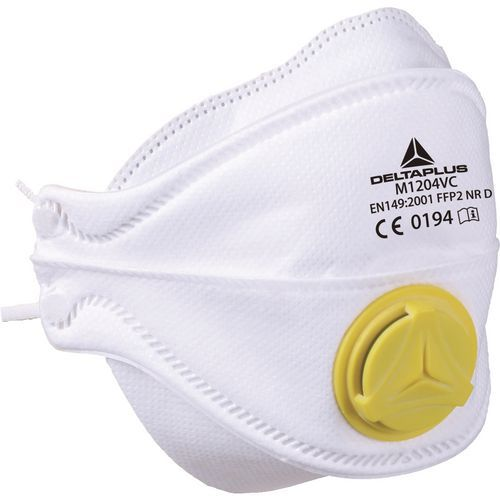 DELTAPLUS
M1204VC
EN149:2001 FFP2 NR D
CE 0194